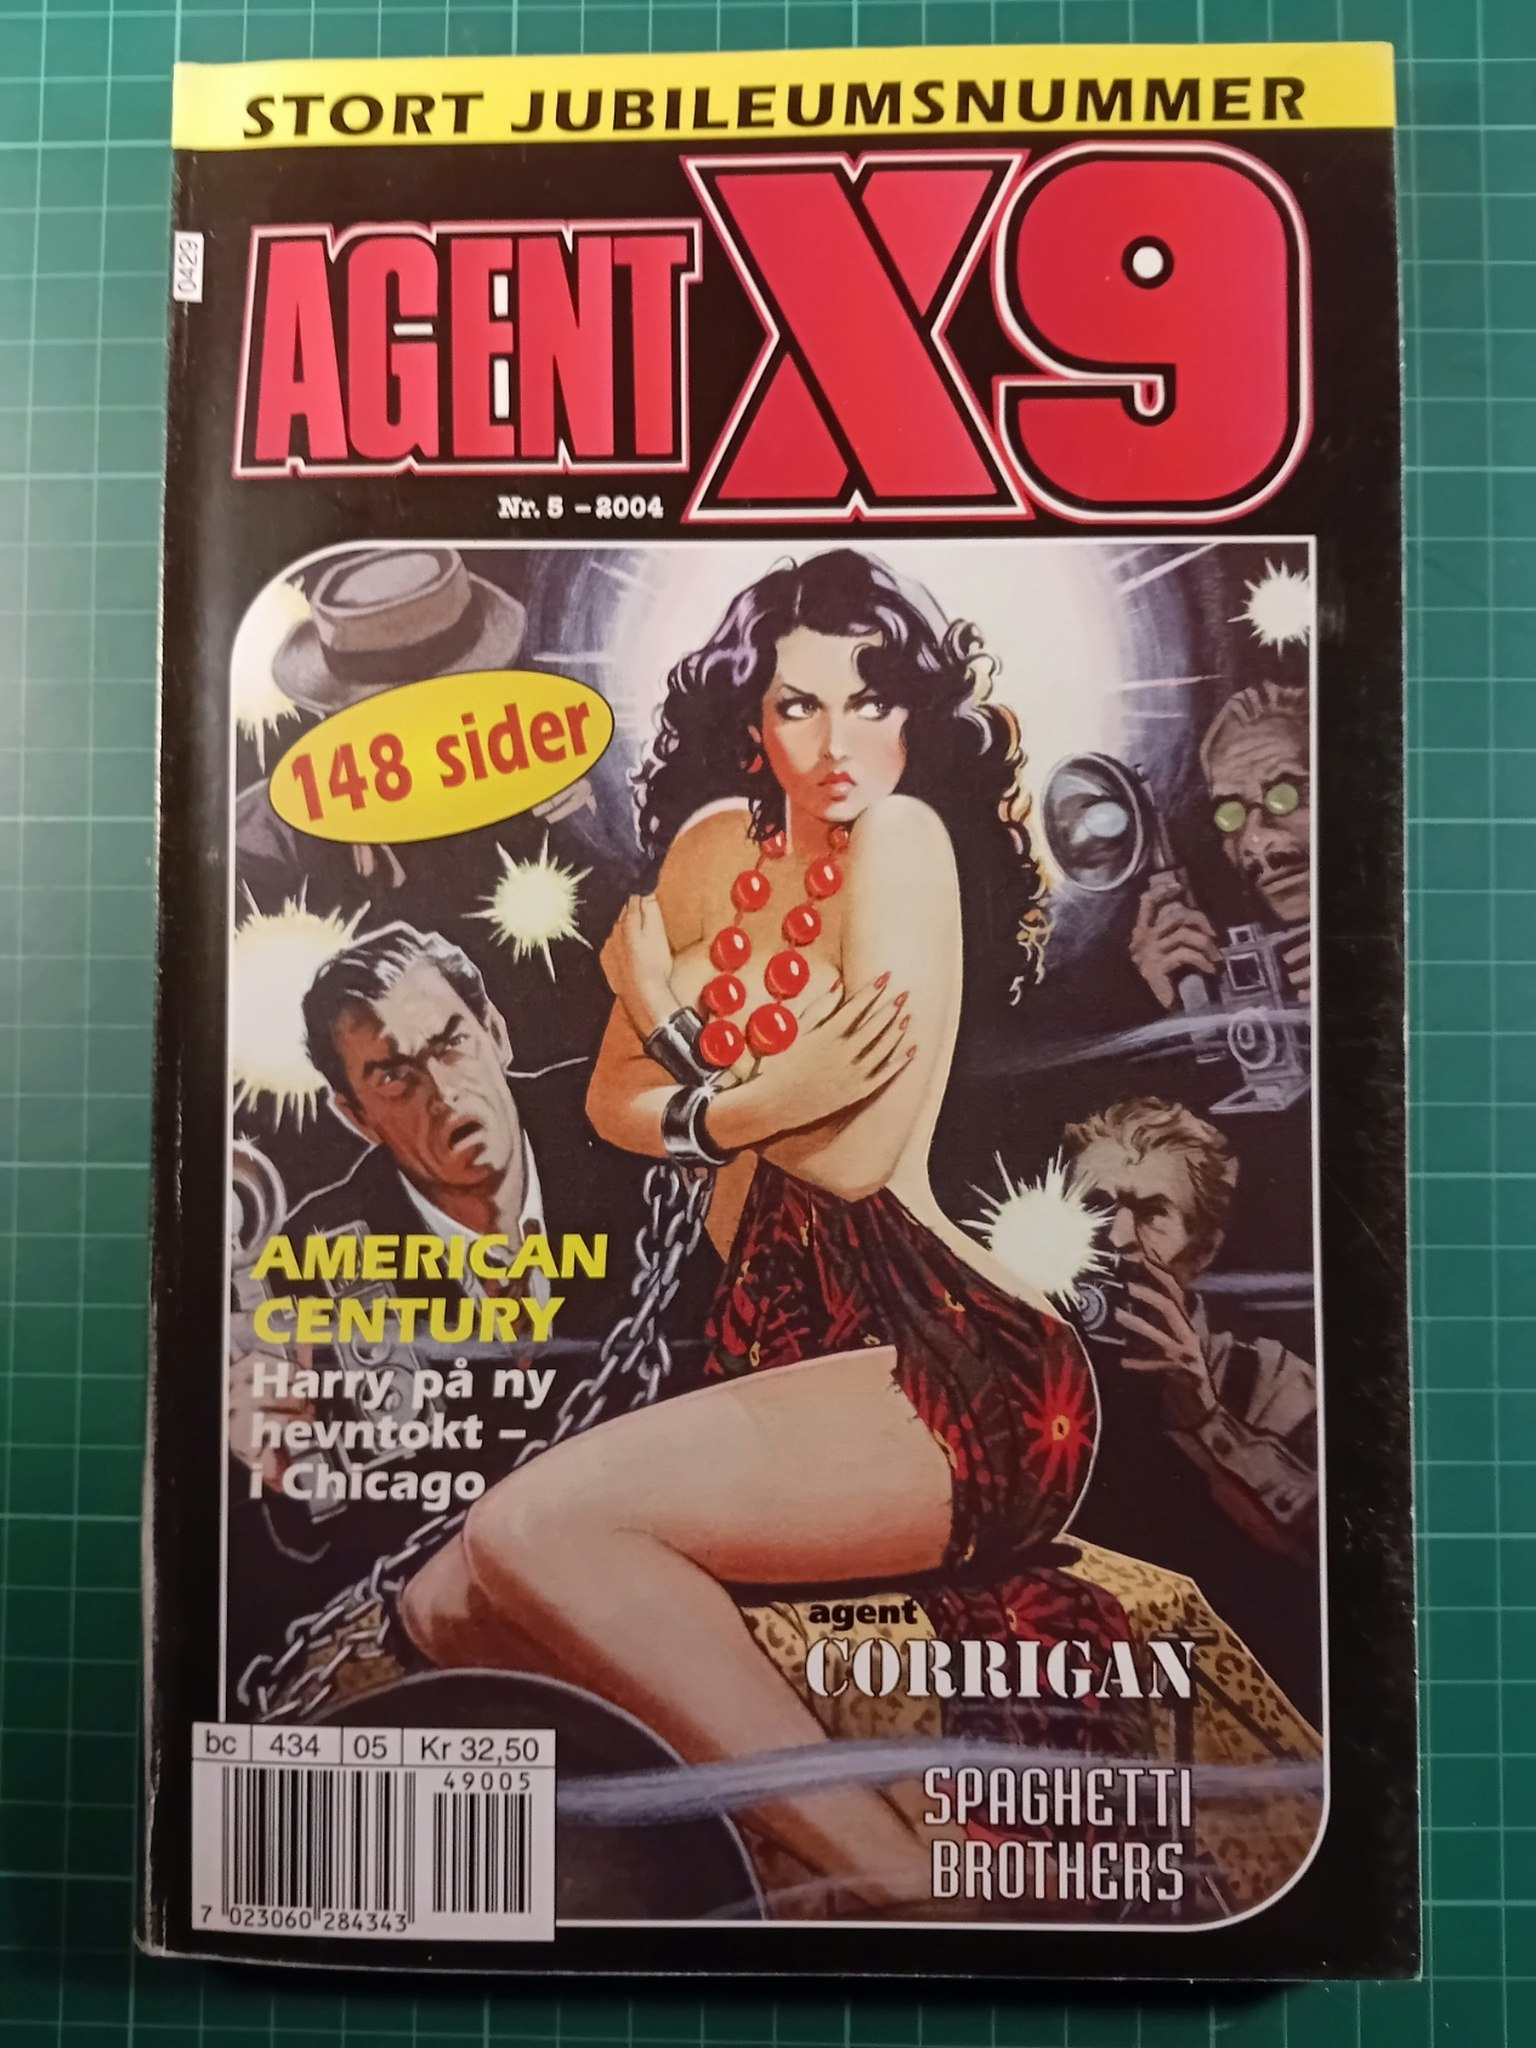 STORT JUBILEUMSNUMMER
0429
AGENT X9
Nr. 5 – 2004
148 sider
AMERICAN
CENTURY
Harry på ny
hevntokt –
i Chicago
agent
CORRIGAN
SPAGHETTI
BROTHERS
bc 434 05 Kr 32,50
49005
7 023060 284343